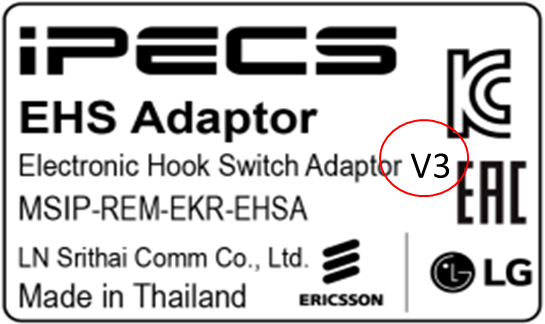 iPECS
EHS Adaptor
Electronic Hook Switch Adaptor V3
MSIP-REM-EKR-EHSA
LN Srithai Comm Co., Ltd.
Made in Thailand
KC
EAC
ERICSSON
LG